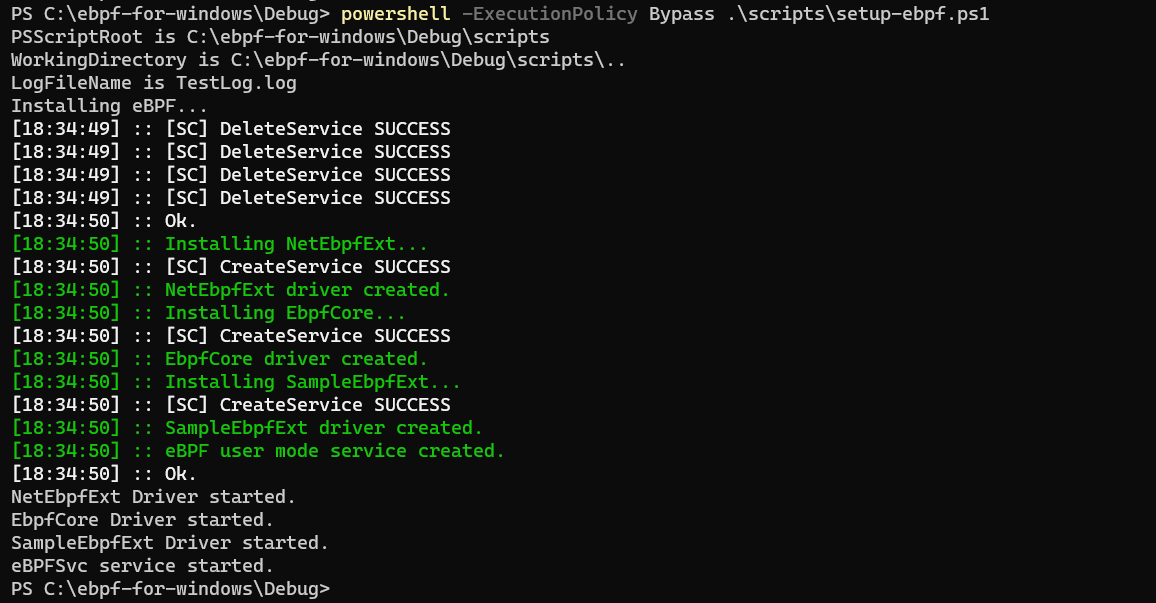 PS C:\ebpf-for-windows\Debug> powershell -ExecutionPolicy Bypass .\scripts\setup-ebpf.ps1
PSScriptRoot is C:\ebpf-for-windows\Debug\scripts
WorkingDirectory is C:\ebpf-for-windows\Debug\scripts\..
LogFileName is TestLog.log
Installing eBPF...
[18:34:49] :: [SC] DeleteService SUCCESS
[18:34:49] :: [SC] DeleteService SUCCESS
[18:34:49] :: [SC] DeleteService SUCCESS
[18:34:49] :: [SC] DeleteService SUCCESS
[18:34:50] :: Ok.
[18:34:50] :: Installing NetEbpfExt...
[18:34:50] :: [SC] CreateService SUCCESS
[18:34:50] :: NetEbpfExt driver created.
[18:34:50] :: Installing EbpfCore...
[18:34:50] :: [SC] CreateService SUCCESS
[18:34:50] :: EbpfCore driver created.
[18:34:50] :: Installing SampleEbpfExt...
[18:34:50] :: [SC] CreateService SUCCESS
[18:34:50] :: SampleEbpfExt driver created.
[18:34:50] :: eBPF user mode service created.
[18:34:50] :: Ok.
NetEbpfExt Driver started.
EbpfCore Driver started.
SampleEbpfExt Driver started.
eBPFSvc service started.
PS C:\ebpf-for-windows\Debug>